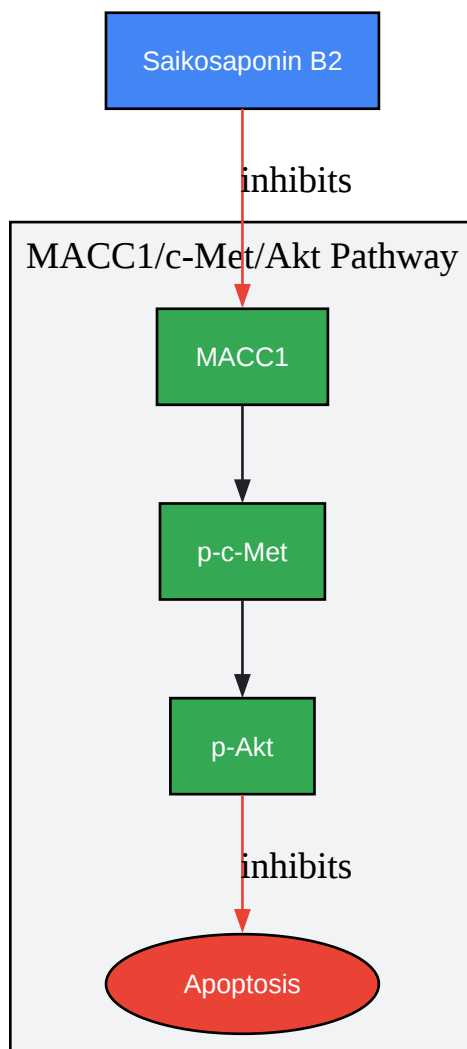 Saikosaponin B2
inhibits
MACC1/c-Met/Akt Pathway
MACC1
p-c-Met
p-Akt
inhibits
Apoptosis